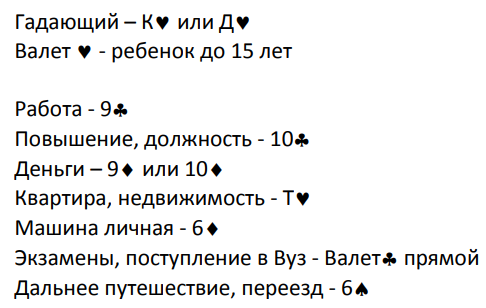 Гадающий – К♥ или Д♥
Валет ♥ - ребенок до 15 лет
Работа - 9♣
Повышение, должность - 10♣
Деньги – 9♦ или 10♦
Квартира, недвижимость - Т♥
Машина личная - 6♦
Экзамены, поступление в Вуз - Валет♣ прямой
Дальнее путешествие, переезд - 6♠